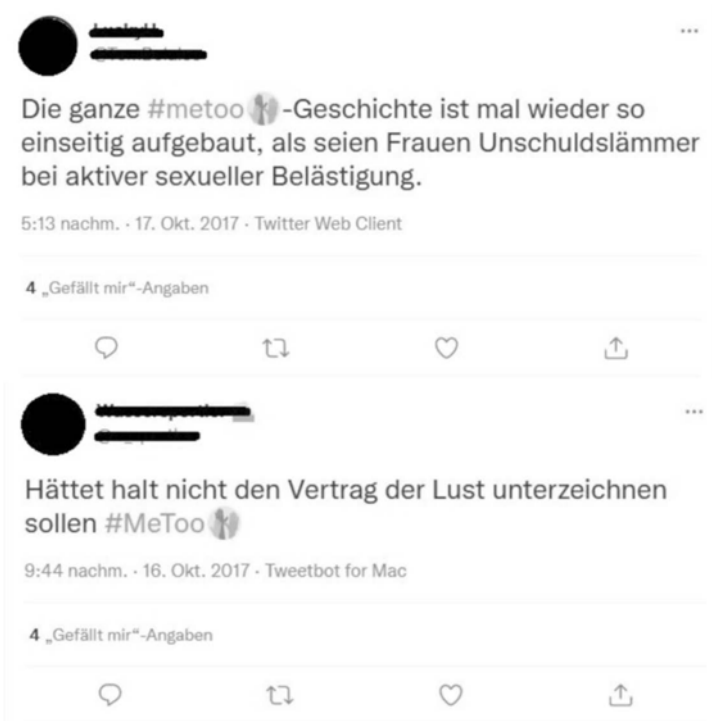 Die ganze #metoo -Geschichte ist mal wieder so
einseitig aufgebaut, als seien Frauen Unschuldslämmer
bei aktiver sexueller Belästigung.
5:13 nachm. · 17. Okt. 2017 · Twitter Web Client
4 „Gefällt mir“-Angaben
Hättet halt nicht den Vertrag der Lust unterzeichnen
sollen #MeToo
9:44 nachm. · 16. Okt. 2017 · Tweetbot for Mac
4 „Gefällt mir“-Angaben